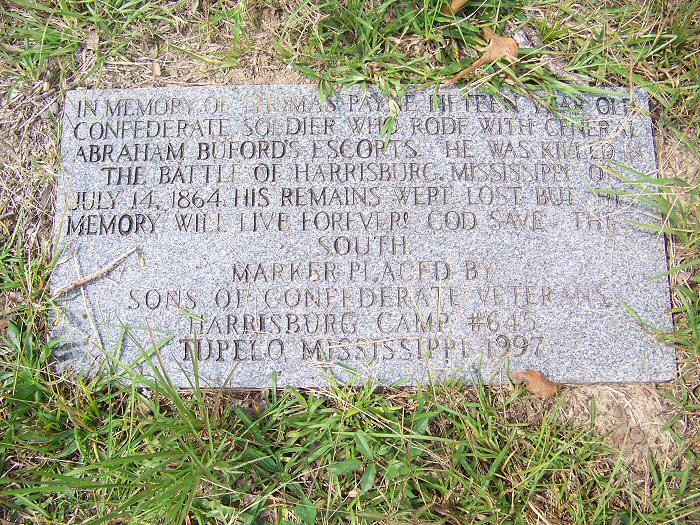 IN MEMORY OF THOMAS PAYNE FIFTEEN YEAR OLD
CONFEDERATE SOLDIER WHO RODE WITH GENERAL
ABRAHAM BUFORD'S ESCORTS. HE WAS KILLED IN
THE BATTLE OF HARRISBURG, MISSISSIPPI ON
JULY 14, 1864. HIS REMAINS WERE LOST BUT HIS
MEMORY WILL LIVE FOREVER! GOD SAVE THE
SOUTH
MARKER PLACED BY
SONS OF CONFEDERATE VETERANS
HARRISBURG CAMP #645
TUPELO, MISSISSIPPI 1997